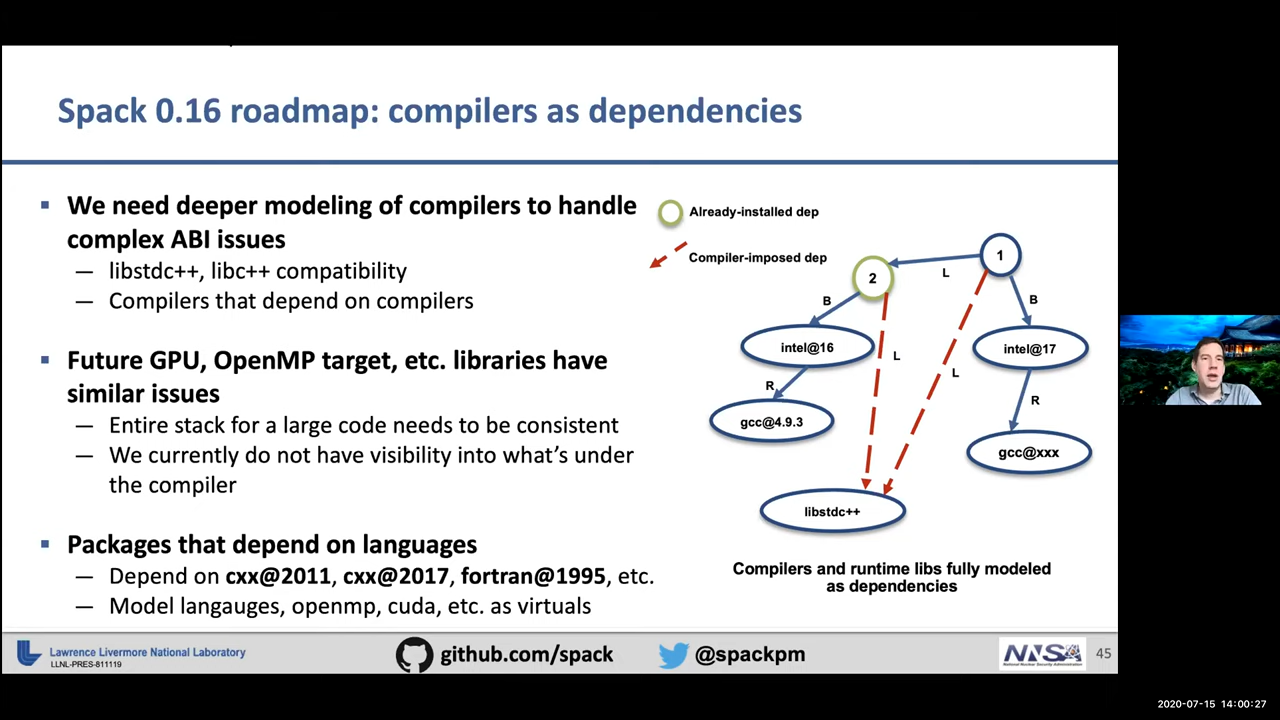 Spack 0.16 roadmap: compilers as dependencies
We need deeper modeling of compilers to handle
complex ABI issues
— libstdc++, libc++ compatibility
— Compilers that depend on compilers
Future GPU, OpenMP target, etc. libraries have
similar issues
— Entire stack for a large code needs to be consistent
— We currently do not have visibility into what's under
the compiler
Packages that depend on languages
— Depend on cxx@2011, cxx@2017, fortran@1995, etc.
— Model langauges, openmp, cuda, etc. as virtuals
Already-installed dep
Compiler-imposed dep
1
2
L
B
B
intel@16
intel@17
L
L
R
R
gcc@4.9.3
gcc@xxx
libstdc++
Compilers and runtime libs fully modeled
as dependencies
Lawrence Livermore National Laboratory
LLNL-PRES-811119
github.com/spack
@spackpm
NNSA
National Nuclear Security Administration
45
2020-07-15 14:00:27